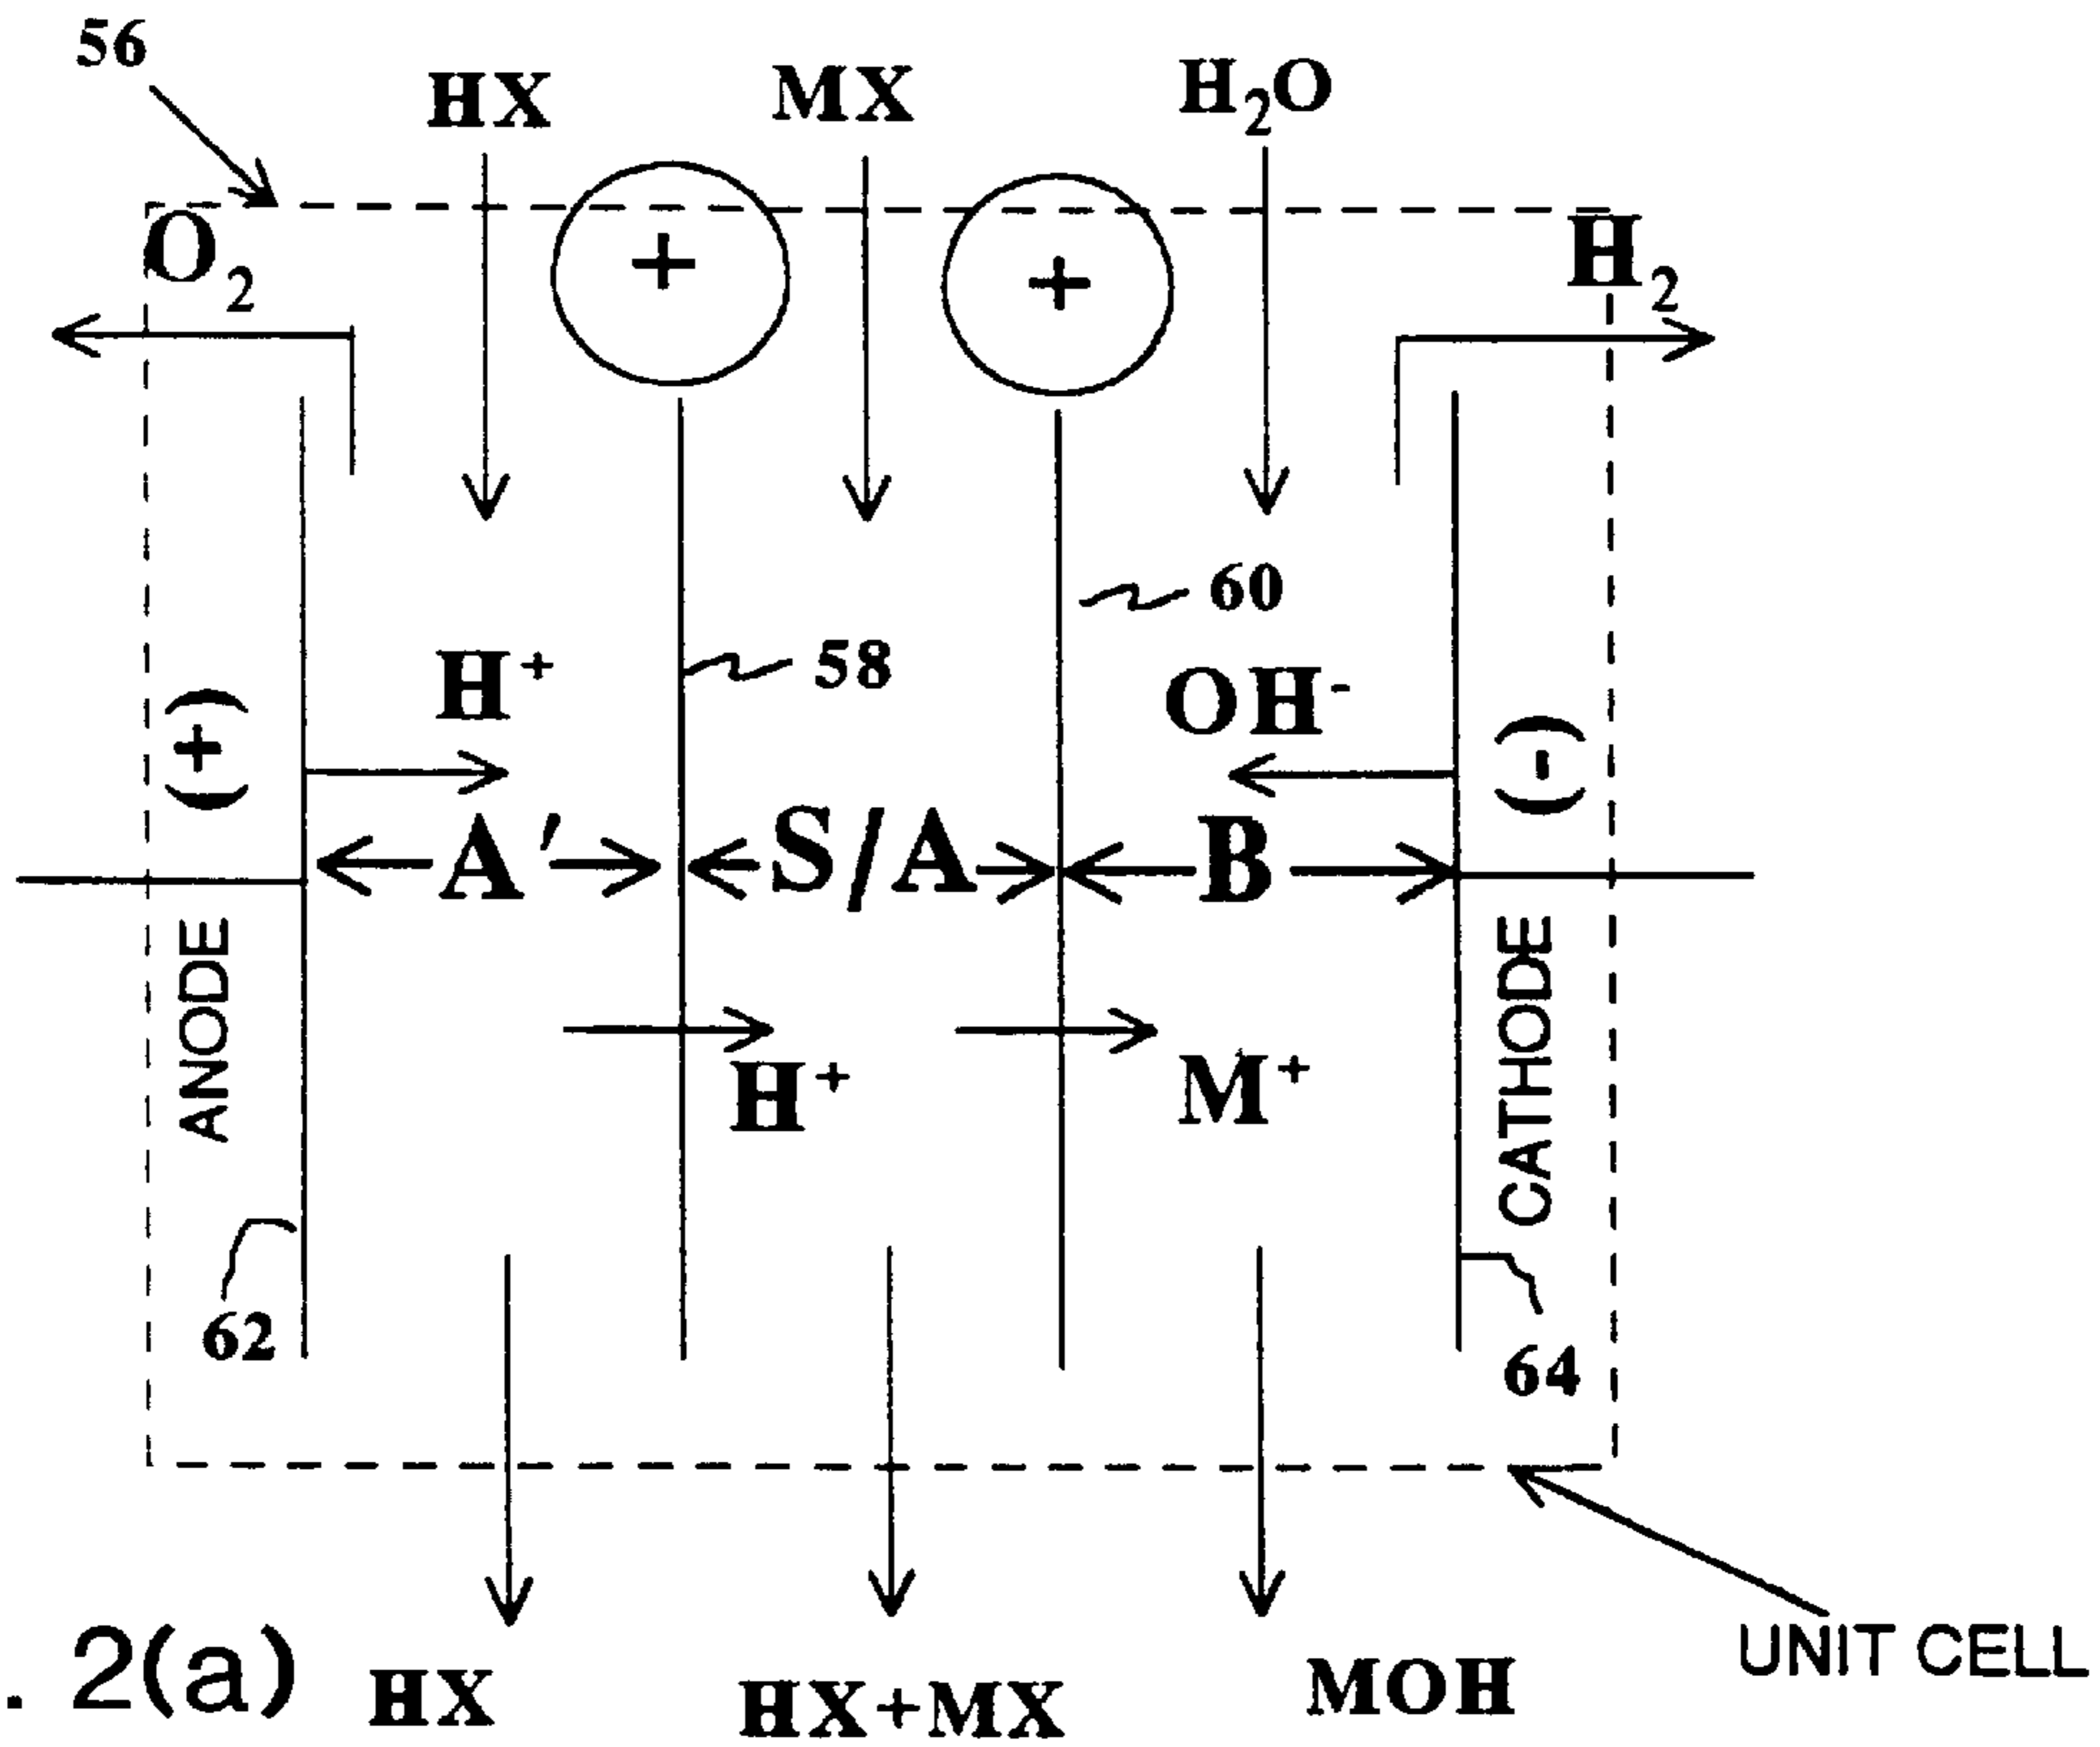 56
HX MX H₂O
O₂ + + H₂
60
58
H⁺ OH⁻
(+) (-)
A′ S/A B
ANODE CATHODE
H⁺ M⁺
62 64
UNIT CELL
. 2(a) HX HX+MX MOH